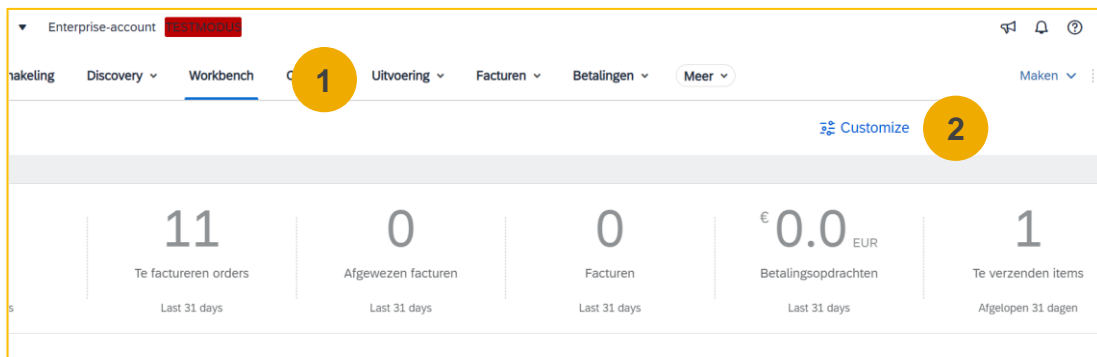 Enterprise-account TESTMODUS
nakeling Discovery Workbench 1 Uitvoering Facturen Betalingen Meer Maken
Customize 2
11 0 0 € 0.0 EUR 1
Te factureren orders Afgewezen facturen Facturen Betalingsopdrachten Te verzenden items
s Last 31 days Last 31 days Last 31 days Last 31 days Afgelopen 31 dagen